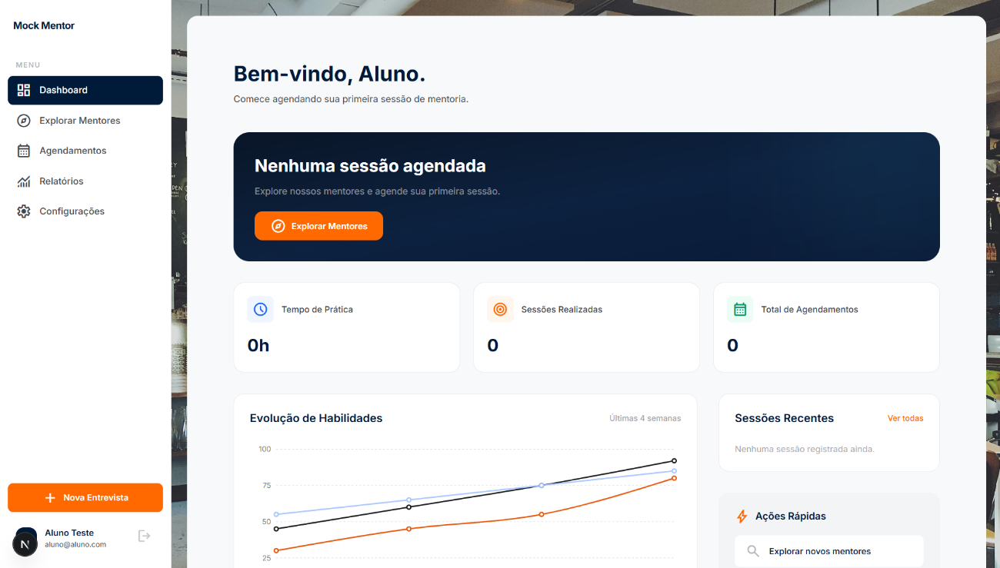 Mock Mentor
MENU
Dashboard
Explorar Mentores
Agendamentos
Relatórios
Configurações
Nova Entrevista
Aluno Teste
aluno@aluno.com
N
Bem-vindo, Aluno.
Comece agendando sua primeira sessão de mentoria.
Nenhuma sessão agendada
Explore nossos mentores e agende sua primeira sessão.
Explorar Mentores
Tempo de Prática
0h
Sessões Realizadas
0
Total de Agendamentos
0
Evolução de Habilidades
Últimas 4 semanas
100
75
50
25
Sessões Recentes
Ver todas
Nenhuma sessão registrada ainda.
Ações Rápidas
Explorar novos mentores